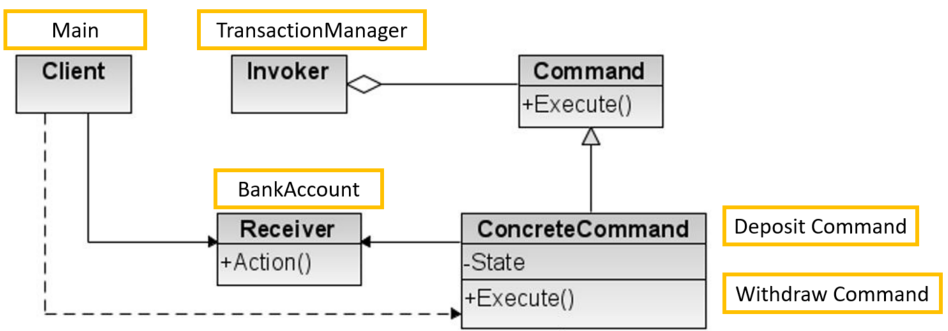 Main
TransactionManager
Client
Invoker
Command
+Execute()
BankAccount
Receiver
+Action()
ConcreteCommand
-State
+Execute()
Deposit Command
Withdraw Command